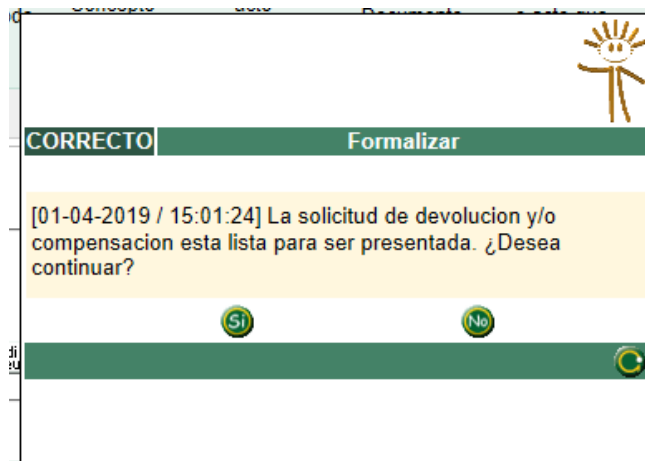 CORRECTO Formalizar
[01-04-2019 / 15:01:24] La solicitud de devolucion y/o
compensacion esta lista para ser presentada. ¿Desea
continuar?
Si No